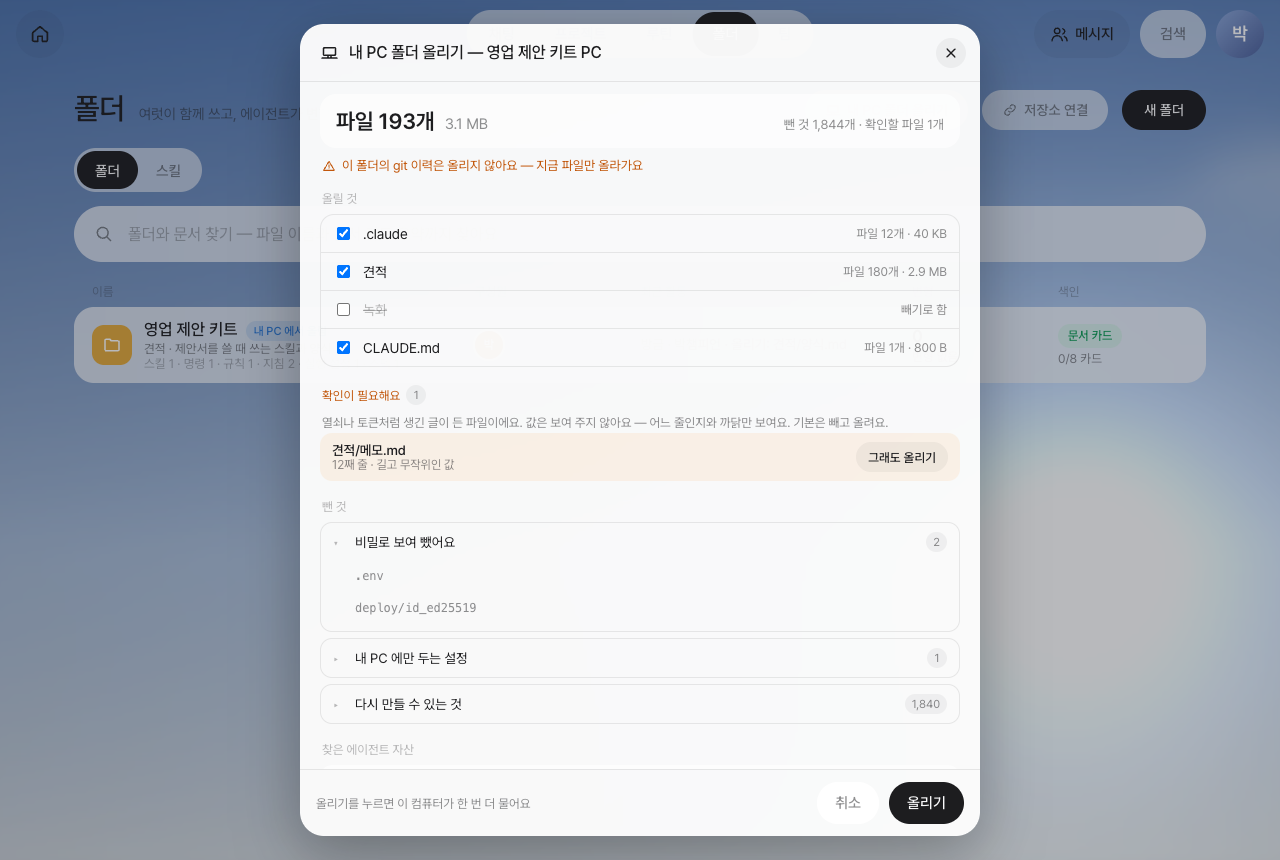 내 PC 폴더 올리기 — 영업 제안 키트 PC
메시지
검색
박
폴더
여럿이 함께 쓰고, 에이전트가
저장소 연결
새 폴더
폴더
스킬
폴더와 문서 찾기 — 파일 이
이름
색인
영업 제안 키트
내 PC 에서
견적 · 제안서를 쓸 때 쓰는 스킬과
스킬 1 · 명령 1 · 규칙 1 · 지침 2 ·
문서 카드
0/8 카드
파일 193개 3.1 MB
뺀 것 1,844개 · 확인할 파일 1개
이 폴더의 git 이력은 올리지 않아요 — 지금 파일만 올라가요
올릴 것
.claude
파일 12개 · 40 KB
견적
파일 180개 · 2.9 MB
녹화
빼기로 함
CLAUDE.md
파일 1개 · 800 B
확인이 필요해요 1
열쇠나 토큰처럼 생긴 글이 든 파일이에요. 값은 보여 주지 않아요 — 어느 줄인지와 까닭만 보여요. 기본은 빼고 올려요.
견적/메모.md
12째 줄 · 길고 무작위인 값
그래도 올리기
뺀 것
비밀로 보여 뺐어요
2
.env
deploy/id_ed25519
내 PC 에만 두는 설정
1
다시 만들 수 있는 것
1,840
찾은 에이전트 자산
올리기를 누르면 이 컴퓨터가 한 번 더 물어요
취소
올리기